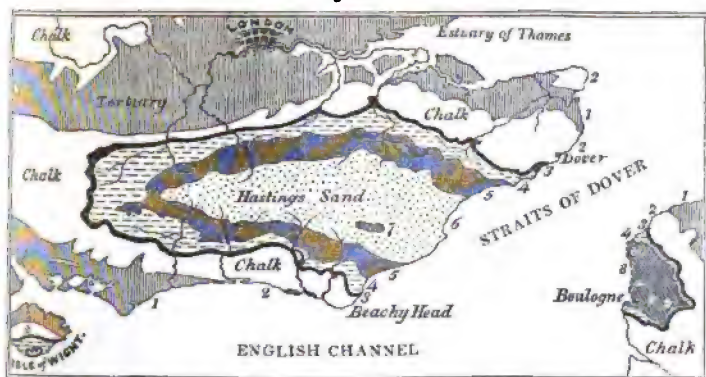 Chalk
LONDON
Estuary of Thames
Tertiary
Chalk
2
1
2
Dover
3
4
5
Chalk
Hastings' Sand
6
7
STRAITS OF DOVER
1
2
3
4
8
Boulogne
Chalk
Chalk
5
4
3
2
1
Beachy Head
ISLE of WIGHT.
ENGLISH CHANNEL